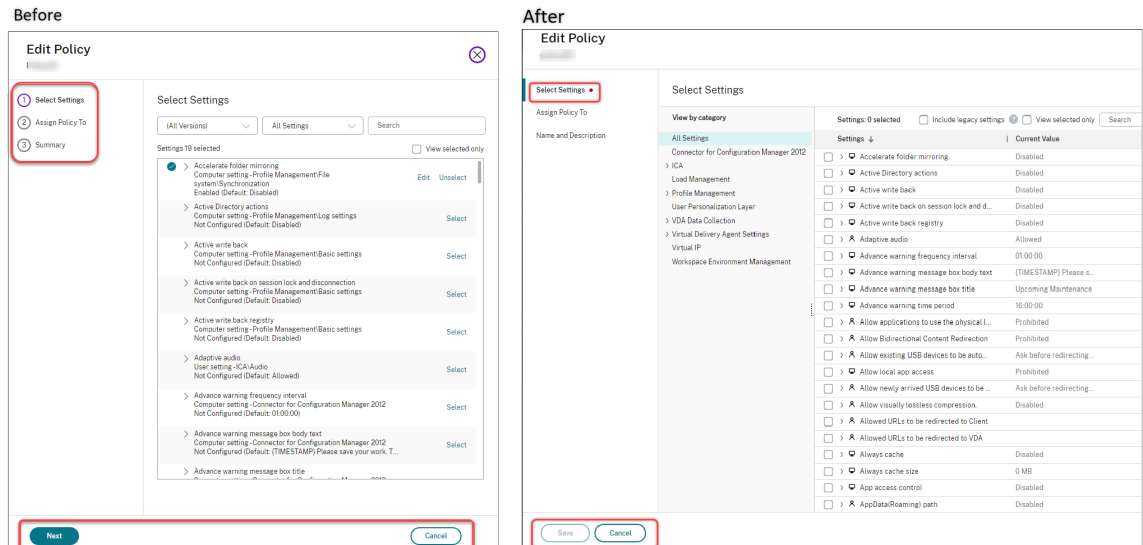 Before
Edit Policy
1 Select Settings
2 Assign Policy To
3 Summary
Select Settings
(All Versions)
All Settings
Search
Settings 19 selected
View selected only
Accelerate folder mirroring
Computer setting - Profile Management\File
system\Synchronization
Enabled (Default: Disabled)
Edit Unselect
Active Directory actions
Computer setting - Profile Management\Log settings
Not Configured (Default: Disabled)
Select
Active write back
Computer setting - Profile Management\Basic settings
Not Configured (Default: Disabled)
Select
Active write back on session lock and disconnection
Computer setting - Profile Management\Basic settings
Not Configured (Default: Disabled)
Select
Active write back registry
Computer setting - Profile Management\Basic settings
Not Configured (Default: Disabled)
Select
Adaptive audio
User setting - ICA\Audio
Not Configured (Default: Allowed)
Select
Advance warning frequency interval
Computer setting - Connector for Configuration Manager 2012
Not Configured (Default: 01:00:00)
Select
Advance warning message box body text
Computer setting - Connector for Configuration Manager 2012
Not Configured (Default: {TIMESTAMP} Please save your work. T...
Select
Advance warning message box title
Next
Cancel
After
Edit Policy
Select Settings
Assign Policy To
Name and Description
Select Settings
View by category
All Settings
Connector for Configuration Manager 2012
ICA
Load Management
Profile Management
User Personalization Layer
VDA Data Collection
Virtual Delivery Agent Settings
Virtual IP
Workspace Environment Management
Settings: 0 selected
Include legacy settings
View selected only
Search
Settings ↓ Current Value
Accelerate folder mirroring Disabled
Active Directory actions Disabled
Active write back Disabled
Active write back on session lock and d... Disabled
Active write back registry Disabled
Adaptive audio Allowed
Advance warning frequency interval 01:00:00
Advance warning message box body text {TIMESTAMP} Please s...
Advance warning message box title Upcoming Maintenance
Advance warning time period 16:00:00
Allow applications to use the physical l... Prohibited
Allow Bidirectional Content Redirection Prohibited
Allow existing USB devices to be auto... Ask before redirecting...
Allow local app access Prohibited
Allow newly arrived USB devices to be ... Ask before redirecting...
Allow visually lossless compression. Disabled
Allowed URLs to be redirected to Client
Allowed URLs to be redirected to VDA
Always cache Disabled
Always cache size 0 MB
App access control Disabled
AppData(Roaming) path Disabled
Save
Cancel